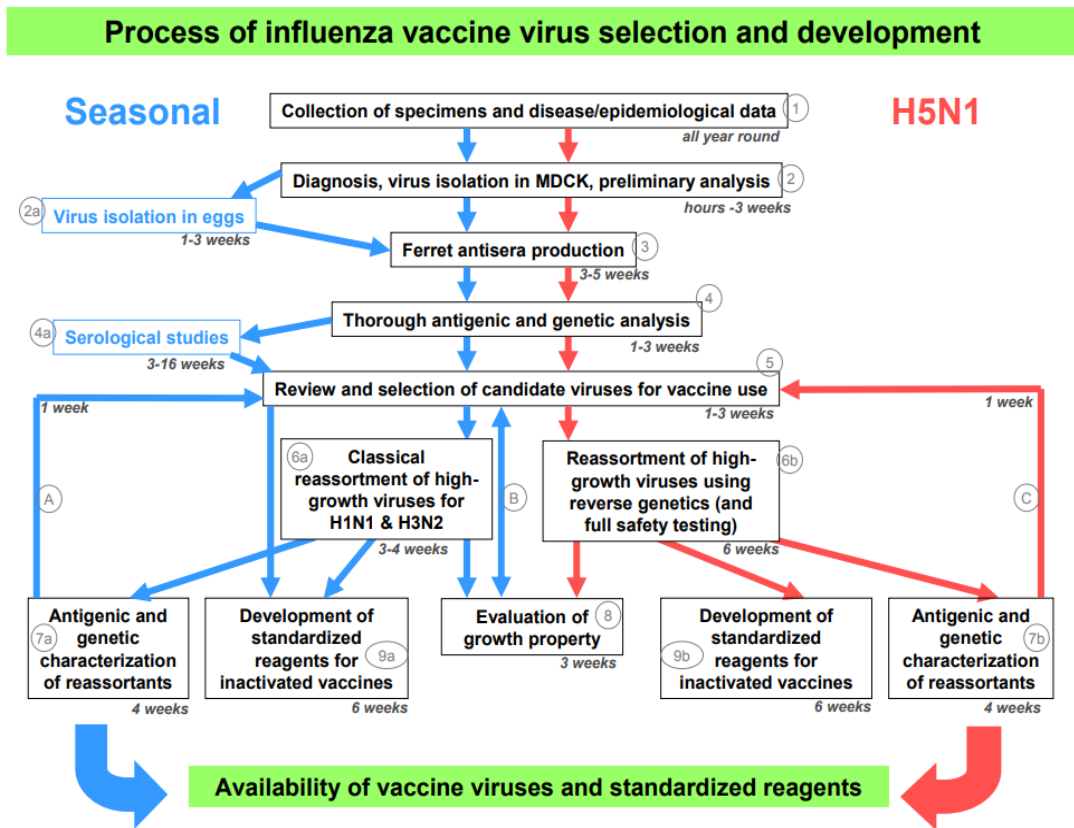 Process of influenza vaccine virus selection and development
Seasonal
H5N1
Collection of specimens and disease/epidemiological data
1
all year round
Diagnosis, virus isolation in MDCK, preliminary analysis
2
hours -3 weeks
2a
Virus isolation in eggs
1-3 weeks
Ferret antisera production
3
3-5 weeks
4
Thorough antigenic and genetic analysis
1-3 weeks
4a
Serological studies
3-16 weeks
5
Review and selection of candidate viruses for vaccine use
1-3 weeks
1 week
1 week
6a
Classical
reassortment of high-
growth viruses for
H1N1 & H3N2
3-4 weeks
6b
Reassortment of high-
growth viruses using
reverse genetics (and
full safety testing)
6 weeks
A
B
C
Antigenic and
genetic
characterization
of reassortants
7a
4 weeks
Development of
standardized
reagents for
inactivated vaccines
9a
6 weeks
Evaluation of
growth property
8
3 weeks
Development of
standardized
reagents for
inactivated vaccines
9b
6 weeks
Antigenic and
genetic
characterization
of reassortants
7b
4 weeks
Availability of vaccine viruses and standardized reagents